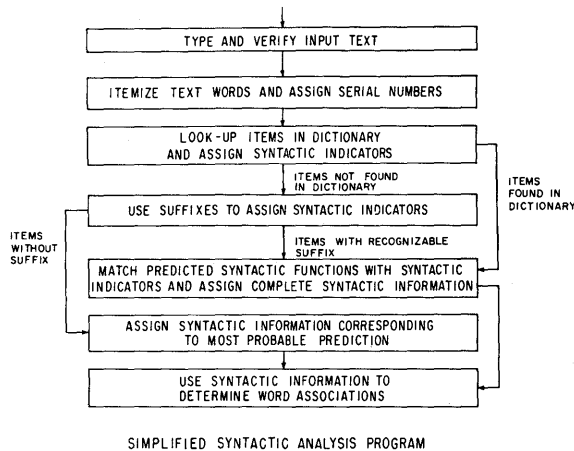 TYPE AND VERIFY INPUT TEXT
ITEMIZE TEXT WORDS AND ASSIGN SERIAL NUMBERS
LOOK-UP ITEMS IN DICTIONARY
AND ASSIGN SYNTACTIC INDICATORS
ITEMS NOT FOUND
IN DICTIONARY
ITEMS
FOUND IN
DICTIONARY
USE SUFFIXES TO ASSIGN SYNTACTIC INDICATORS
ITEMS
WITHOUT
SUFFIX
ITEMS WITH RECOGNIZABLE
SUFFIX
MATCH PREDICTED SYNTACTIC FUNCTIONS WITH SYNTACTIC
INDICATORS AND ASSIGN COMPLETE SYNTACTIC INFORMATION
ASSIGN SYNTACTIC INFORMATION CORRESPONDING
TO MOST PROBABLE PREDICTION
USE SYNTACTIC INFORMATION TO
DETERMINE WORD ASSOCIATIONS
SIMPLIFIED SYNTACTIC ANALYSIS PROGRAM